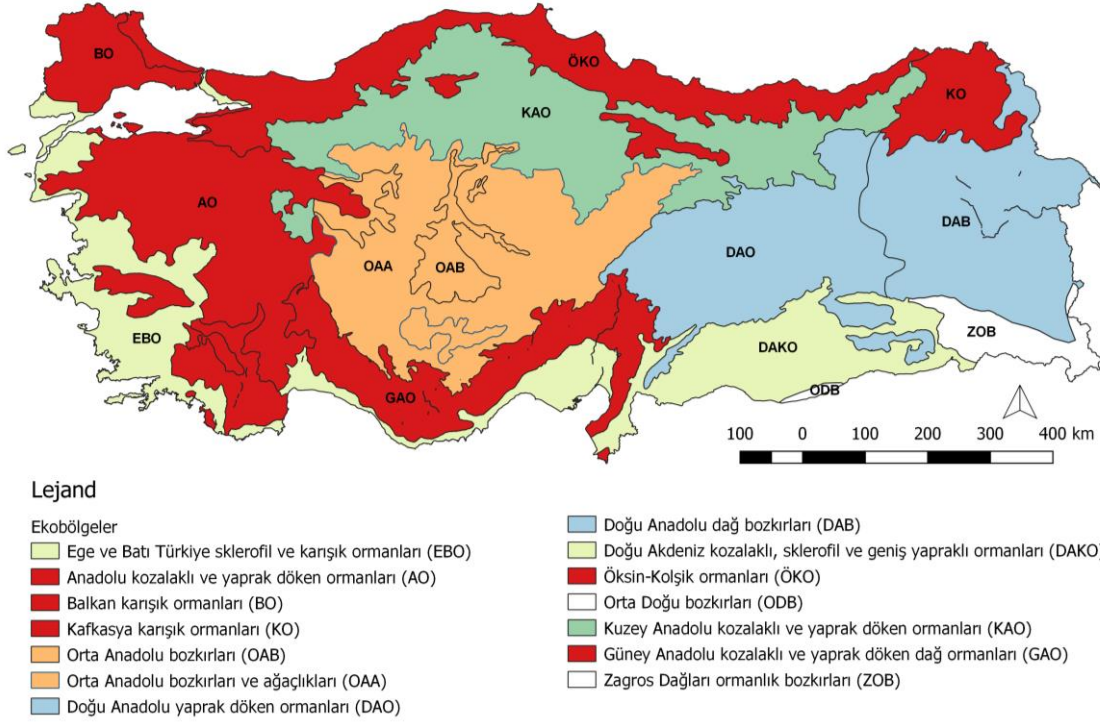 BO
ÖKO
KO
KAO
AO
DAB
DAO
OAA
OAB
EBO
ZOB
DAKO
ODB
GAO
100 0 100 200 300 400 km
Lejand
Ekobölgeler
Ege ve Batı Türkiye sklerofil ve karışık ormanları (EBO)
Anadolu kozalaklı ve yaprak döken ormanları (AO)
Balkan karışık ormanları (BO)
Kafkasya karışık ormanları (KO)
Orta Anadolu bozkırları (OAB)
Orta Anadolu bozkırları ve ağaçlıkları (OAA)
Doğu Anadolu yaprak döken ormanları (DAO)
Doğu Anadolu dağ bozkırları (DAB)
Doğu Akdeniz kozalaklı, sklerofil ve geniş yapraklı ormanları (DAKO)
Öksin-Kolşik ormanları (ÖKO)
Orta Doğu bozkırları (ODB)
Kuzey Anadolu kozalaklı ve yaprak döken ormanları (KAO)
Güney Anadolu kozalaklı ve yaprak döken dağ ormanları (GAO)
Zagros Dağları ormanlık bozkırları (ZOB)